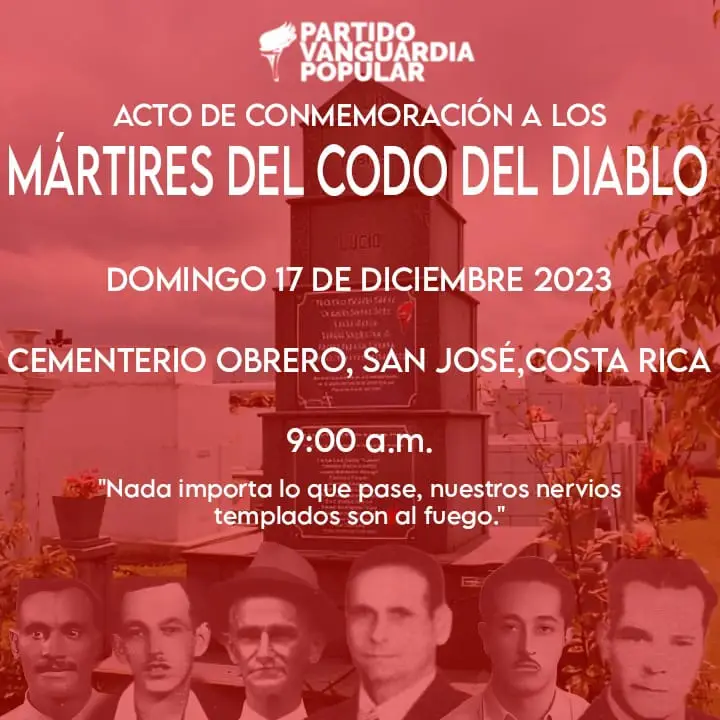 PARTIDO
VANGUARDIA
POPULAR
ACTO DE CONMEMORACIÓN A LOS
MÁRTIRES DEL CODO DEL DIABLO
LUCIO
DOMINGO 17 DE DICIEMBRE 2023
CEMENTERIO OBRERO, SAN JOSÉ,COSTA RICA
9:00 a.m.
"Nada importa lo que pase, nuestros nervios
templados son al fuego."